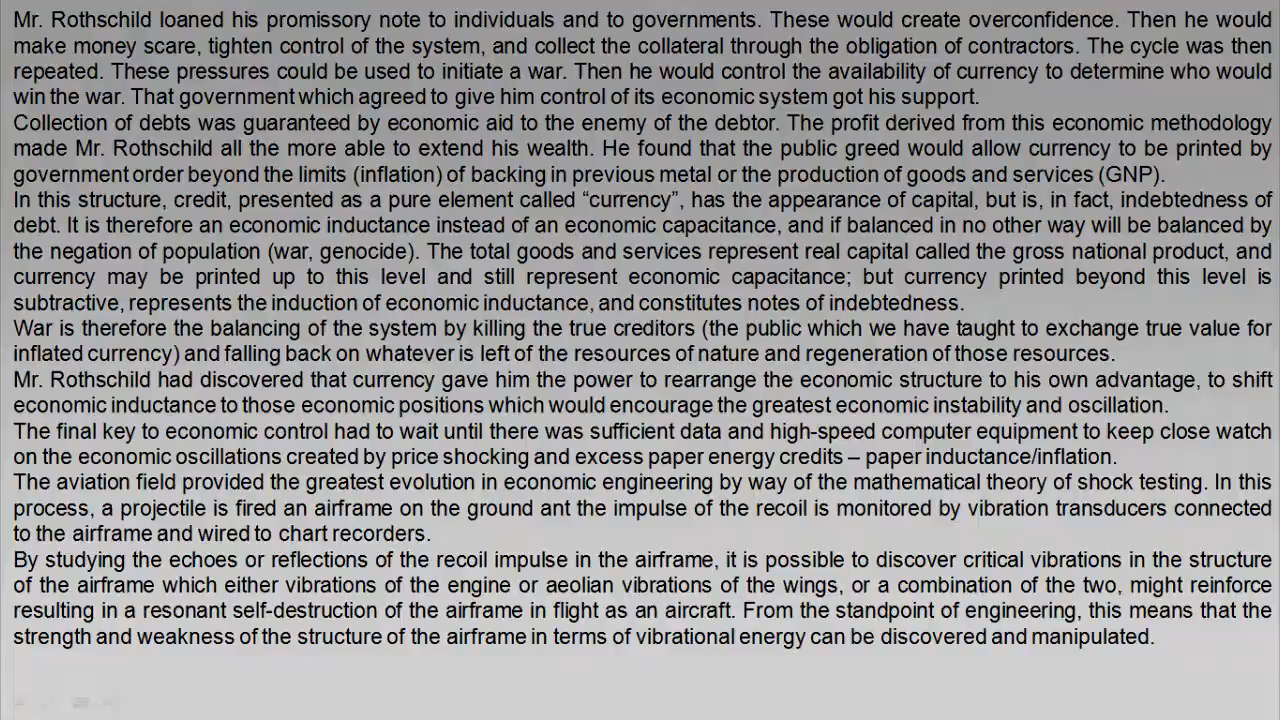 Mr. Rothschild loaned his promissory note to individuals and to governments. These would create overconfidence. Then he would
make money scare, tighten control of the system, and collect the collateral through the obligation of contractors. The cycle was then
repeated. These pressures could be used to initiate a war. Then he would control the availability of currency to determine who would
win the war. That government which agreed to give him control of its economic system got his support.
Collection of debts was guaranteed by economic aid to the enemy of the debtor. The profit derived from this economic methodology
made Mr. Rothschild all the more able to extend his wealth. He found that the public greed would allow currency to be printed by
government order beyond the limits (inflation) of backing in previous metal or the production of goods and services (GNP).
In this structure, credit, presented as a pure element called “currency”, has the appearance of capital, but is, in fact, indebtedness of
debt. It is therefore an economic inductance instead of an economic capacitance, and if balanced in no other way will be balanced by
the negation of population (war, genocide). The total goods and services represent real capital called the gross national product, and
currency may be printed up to this level and still represent economic capacitance; but currency printed beyond this level is
subtractive, represents the induction of economic inductance, and constitutes notes of indebtedness.
War is therefore the balancing of the system by killing the true creditors (the public which we have taught to exchange true value for
inflated currency) and falling back on whatever is left of the resources of nature and regeneration of those resources.
Mr. Rothschild had discovered that currency gave him the power to rearrange the economic structure to his own advantage, to shift
economic inductance to those economic positions which would encourage the greatest economic instability and oscillation.
The final key to economic control had to wait until there was sufficient data and high-speed computer equipment to keep close watch
on the economic oscillations created by price shocking and excess paper energy credits – paper inductance/inflation.
The aviation field provided the greatest evolution in economic engineering by way of the mathematical theory of shock testing. In this
process, a projectile is fired an airframe on the ground ant the impulse of the recoil is monitored by vibration transducers connected
to the airframe and wired to chart recorders.
By studying the echoes or reflections of the recoil impulse in the airframe, it is possible to discover critical vibrations in the structure
of the airframe which either vibrations of the engine or aeolian vibrations of the wings, or a combination of the two, might reinforce
resulting in a resonant self-destruction of the airframe in flight as an aircraft. From the standpoint of engineering, this means that the
strength and weakness of the structure of the airframe in terms of vibrational energy can be discovered and manipulated.